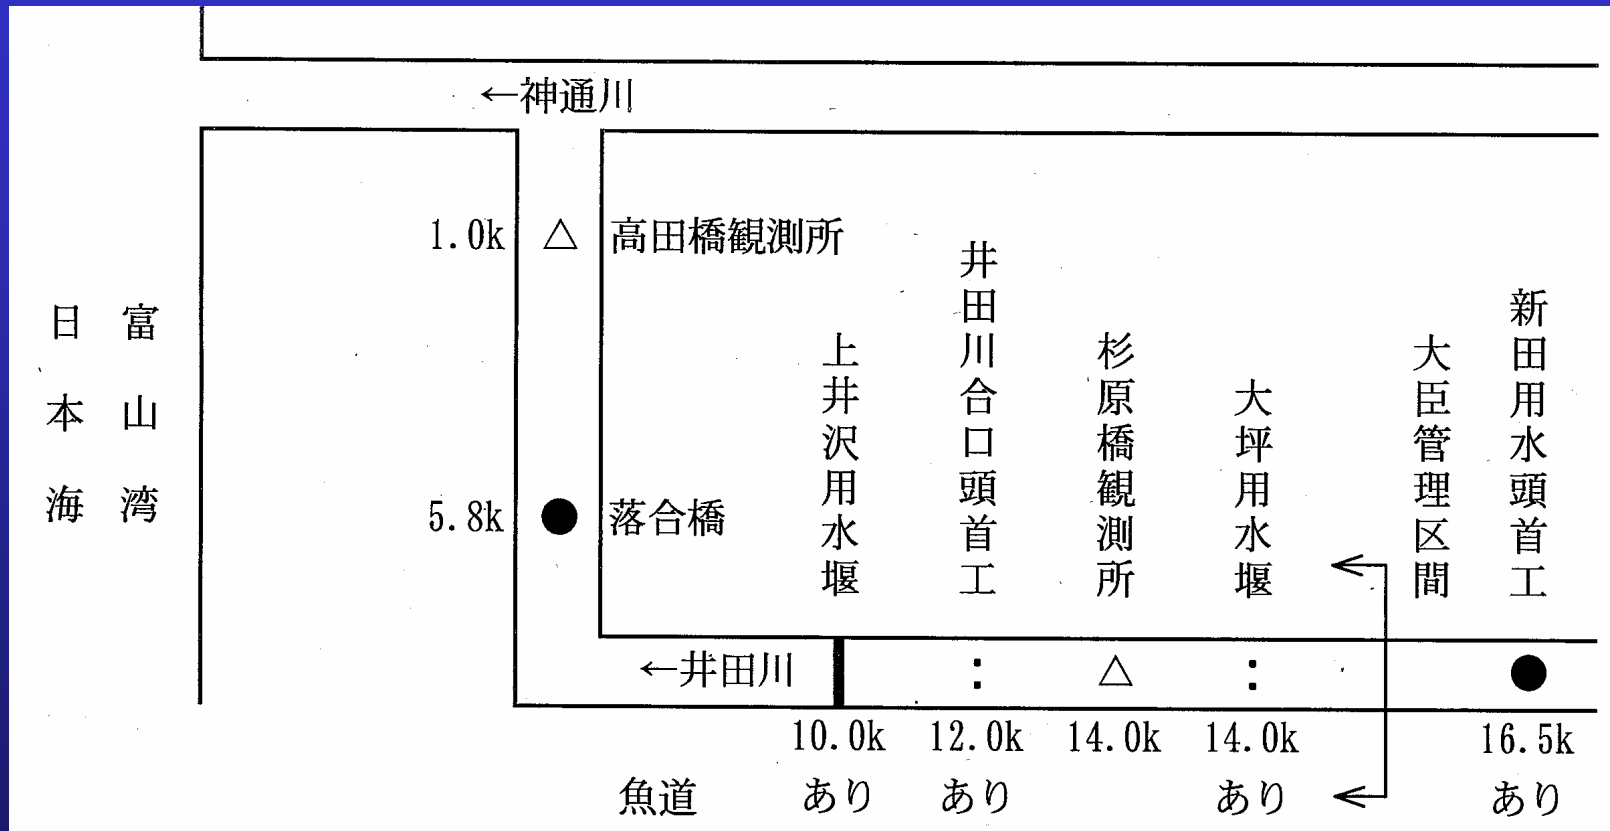 ←神通川
1.0k △ 高田橋観測所
富山湾
日本海
5.8k ● 落合橋
上井沢用水堰
井田川合口頭首工
杉原橋観測所
大坪用水堰
大臣管理区間
新田用水頭首工
←井田川
10.0k 12.0k 14.0k 14.0k 16.5k
魚道 あり あり あり あり